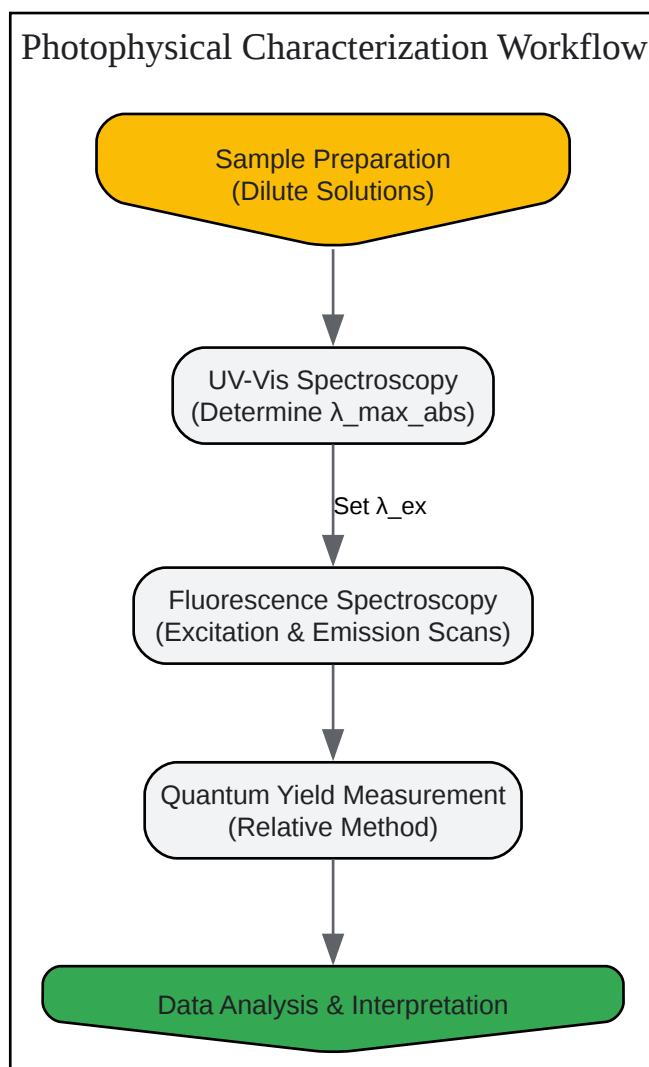 Photophysical Characterization Workflow
Sample Preparation
(Dilute Solutions)
UV-Vis Spectroscopy
(Determine λ_max_abs)
Set λ_ex
Fluorescence Spectroscopy
(Excitation & Emission Scans)
Quantum Yield Measurement
(Relative Method)
Data Analysis & Interpretation